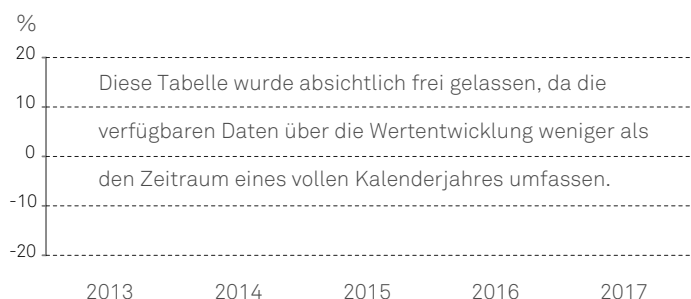 %
20
Diese Tabelle wurde absichtlich frei gelassen, da die
10
verfügbaren Daten über die Wertentwicklung weniger als
0
den Zeitraum eines vollen Kalenderjahres umfassen.
-10
-20
2013 2014 2015 2016 2017